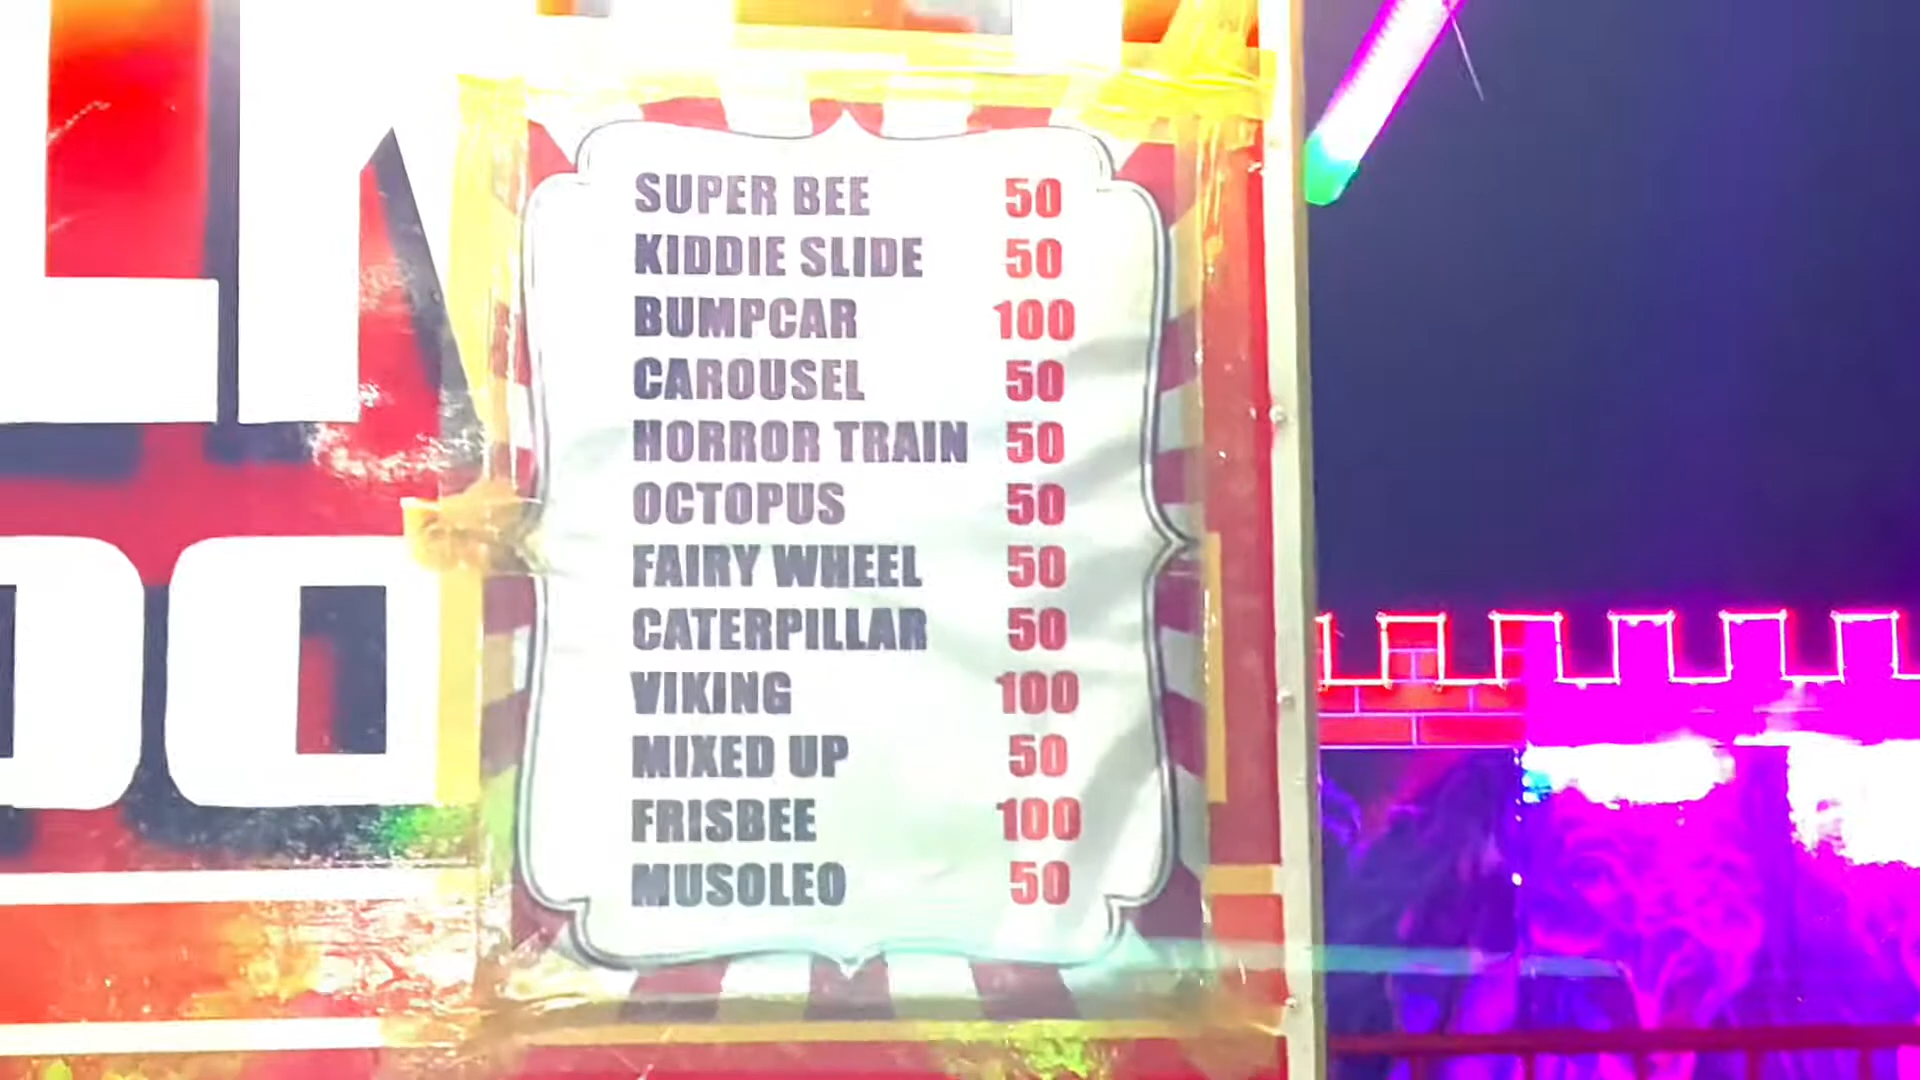 SUPER BEE 50
KIDDIE SLIDE 50
BUMPCAR 100
CAROUSEL 50
HORROR TRAIN 50
OCTOPUS 50
FAIRY WHEEL 50
CATERPILLAR 50
VIKING 100
MIXED UP 50
FRISBEE 100
MUSOLEO 50